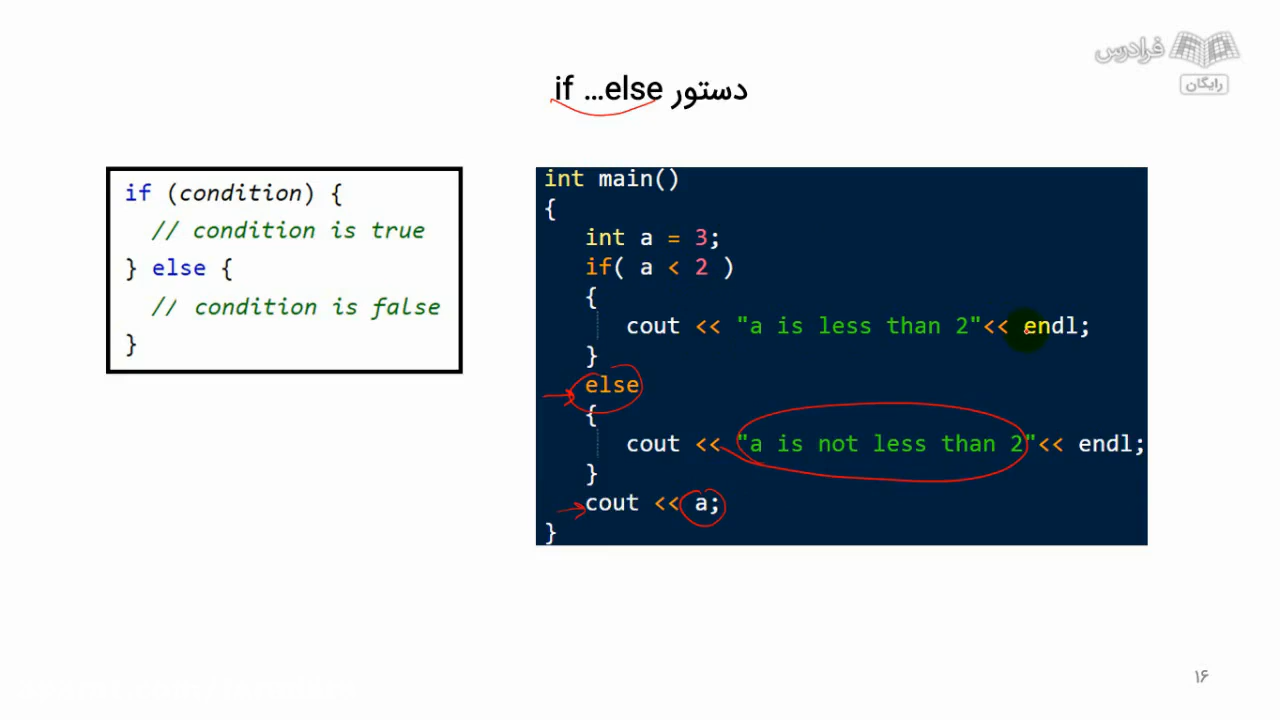 فرادرس
رایگان
دستور if ...else
if (condition) {
// condition is true
} else {
// condition is false
}
int main()
{
int a = 3;
if( a < 2 )
{
cout << "a is less than 2"<< endl;
}
else
{
cout << "a is not less than 2"<< endl;
}
cout << a;
}
۱۶